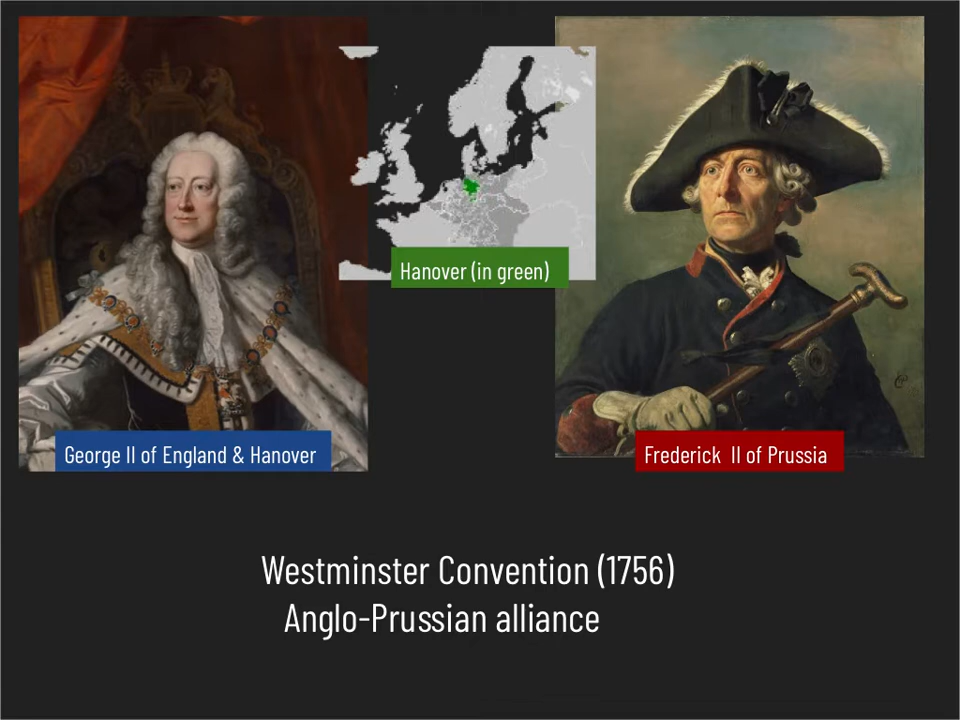 Hanover (in green)
George II of England & Hanover
Frederick II of Prussia
Westminster Convention (1756)
Anglo-Prussian alliance